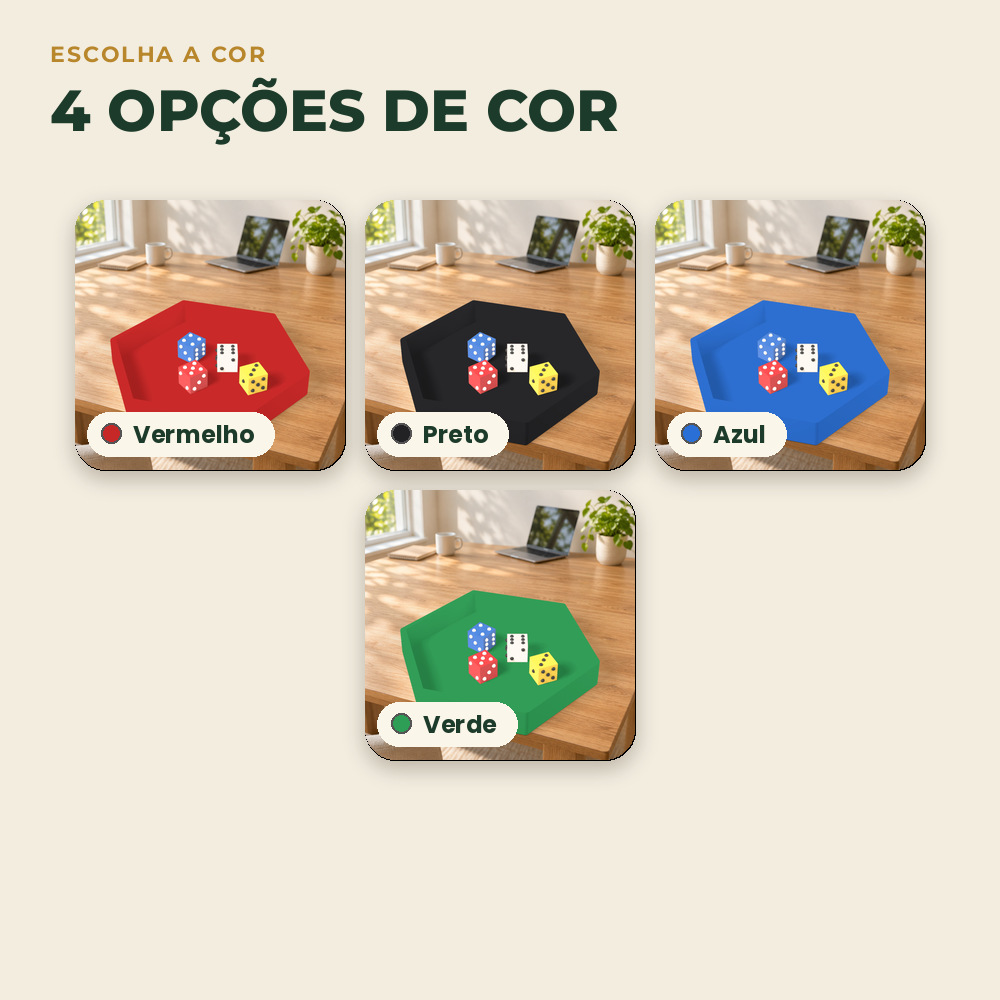 ESCOLHA A COR
4 OPÇÕES DE COR
Vermelho
Preto
Azul
Verde